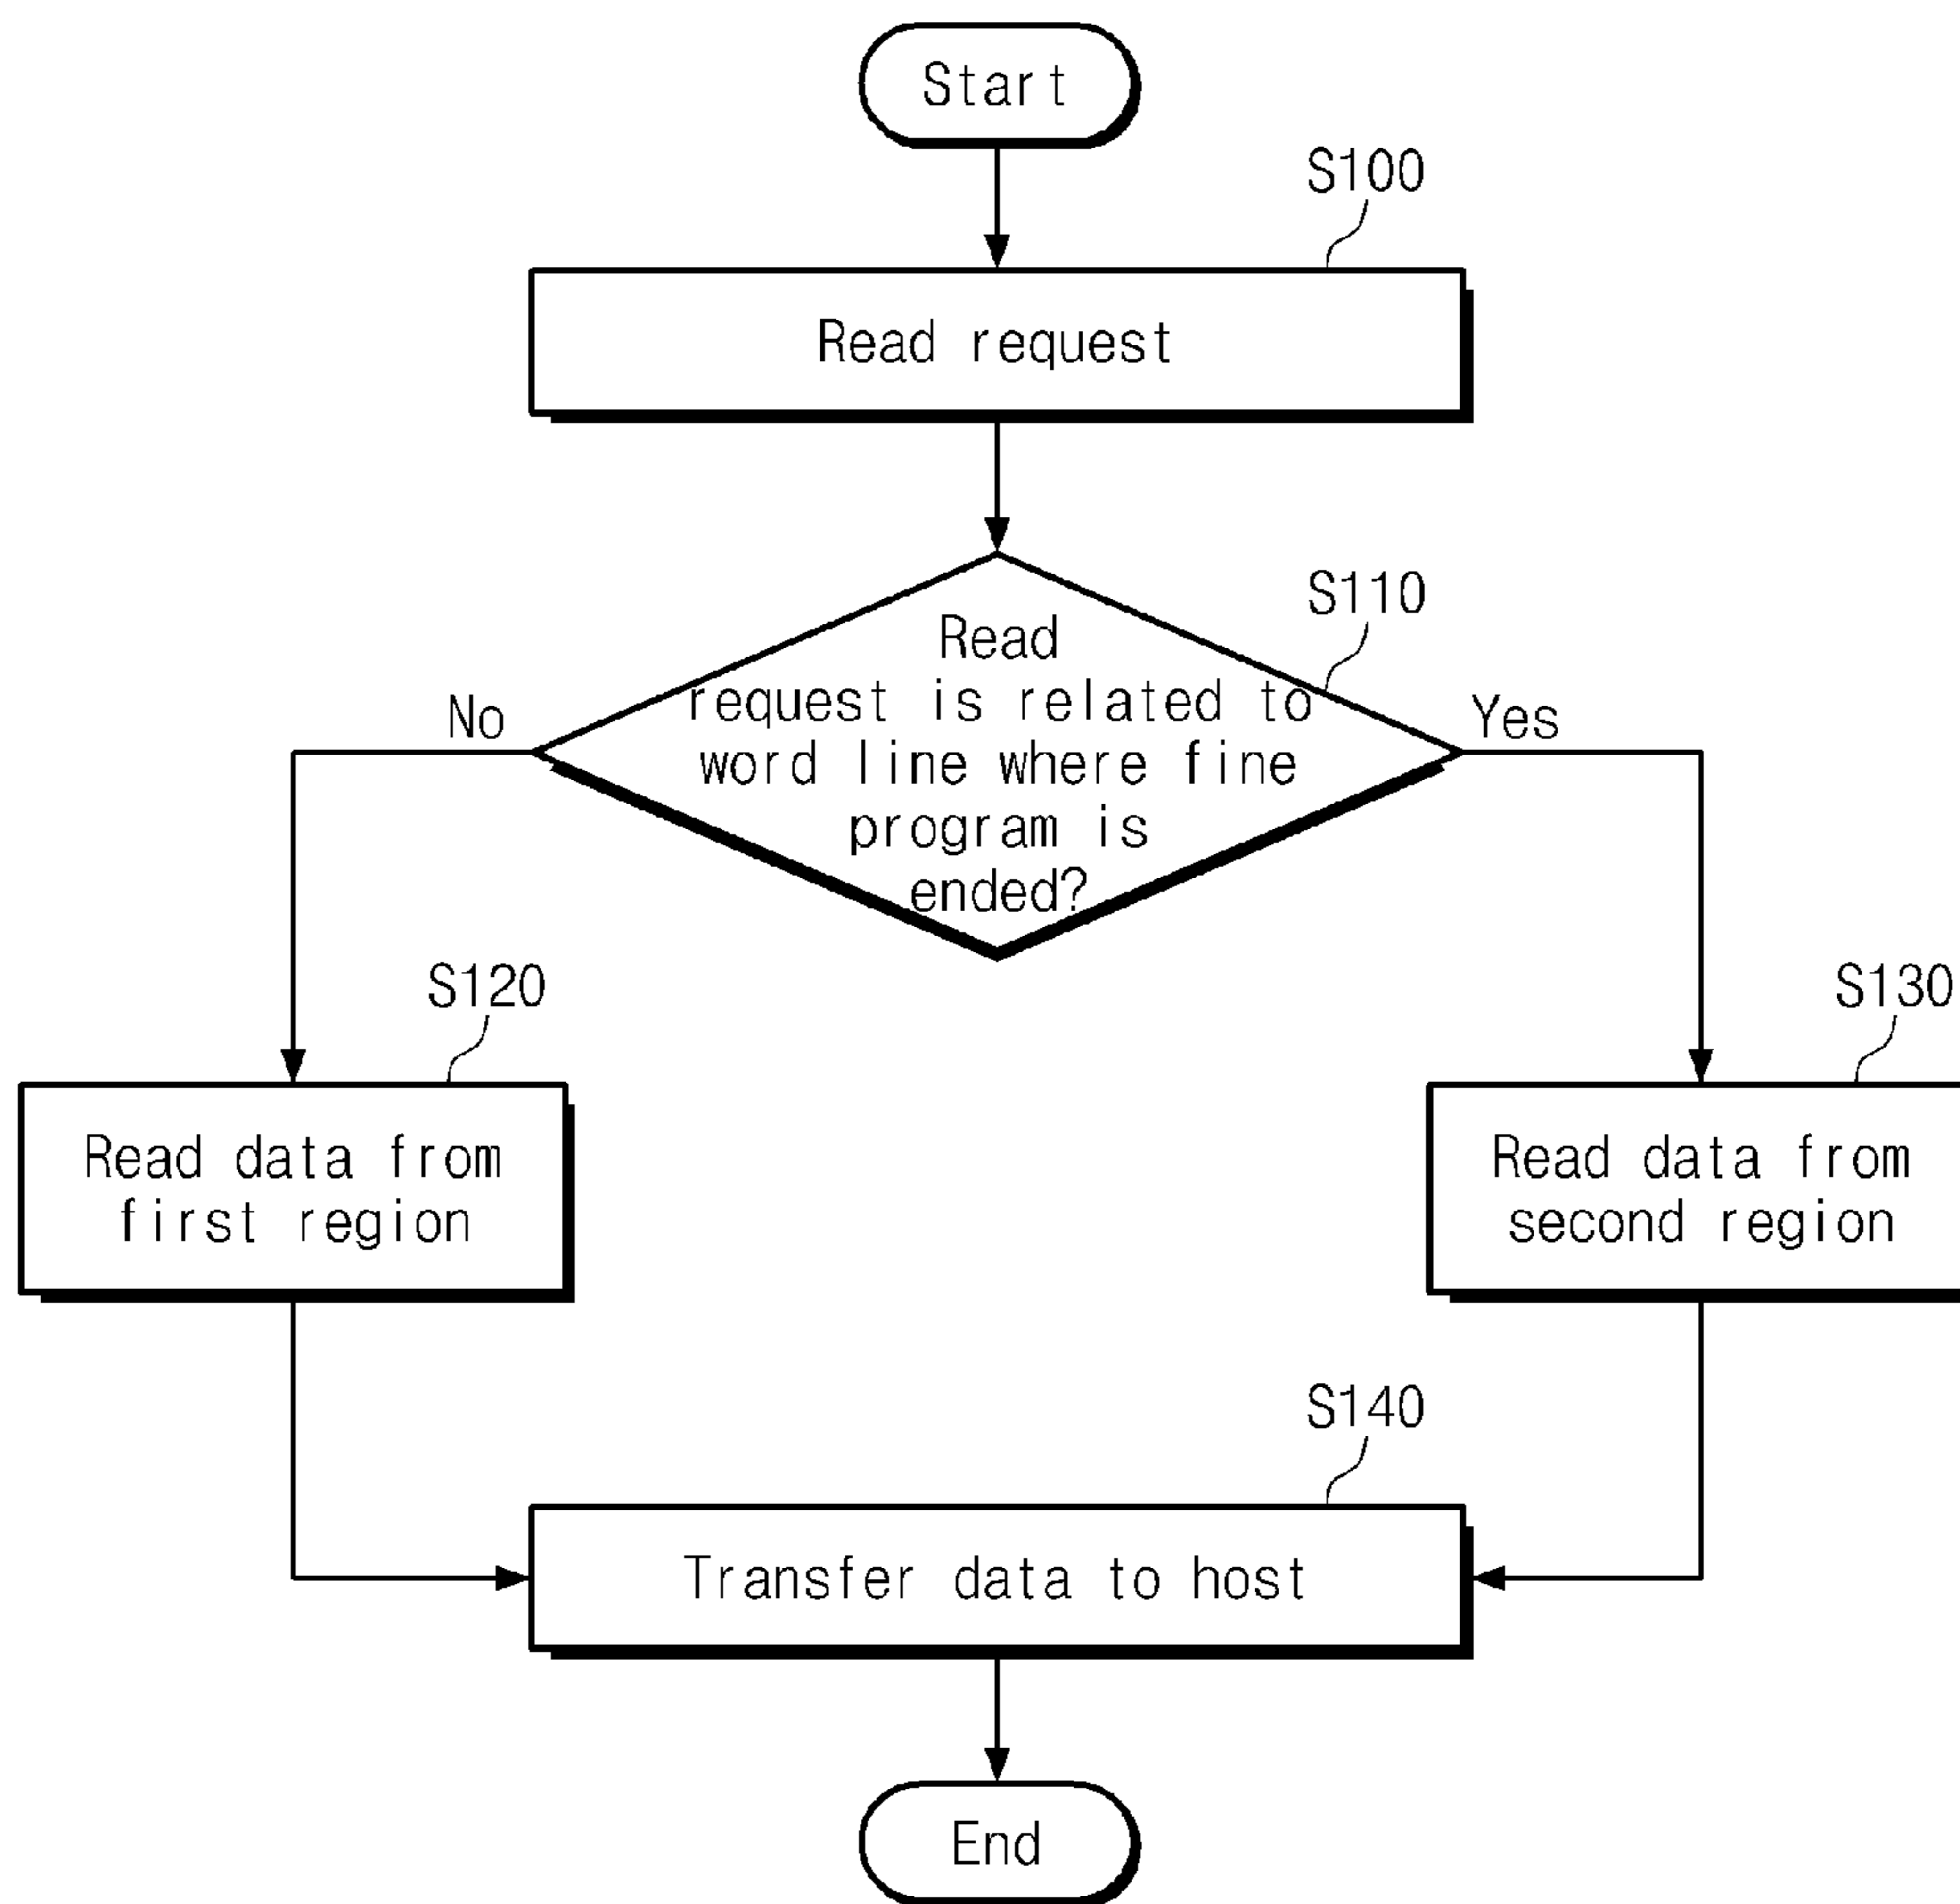 Start
S100
Read request
S110
Read
request is related to
word line where fine
program is
ended?
No
Yes
S120
S130
Read data from
first region
Read data from
second region
S140
Transfer data to host
End